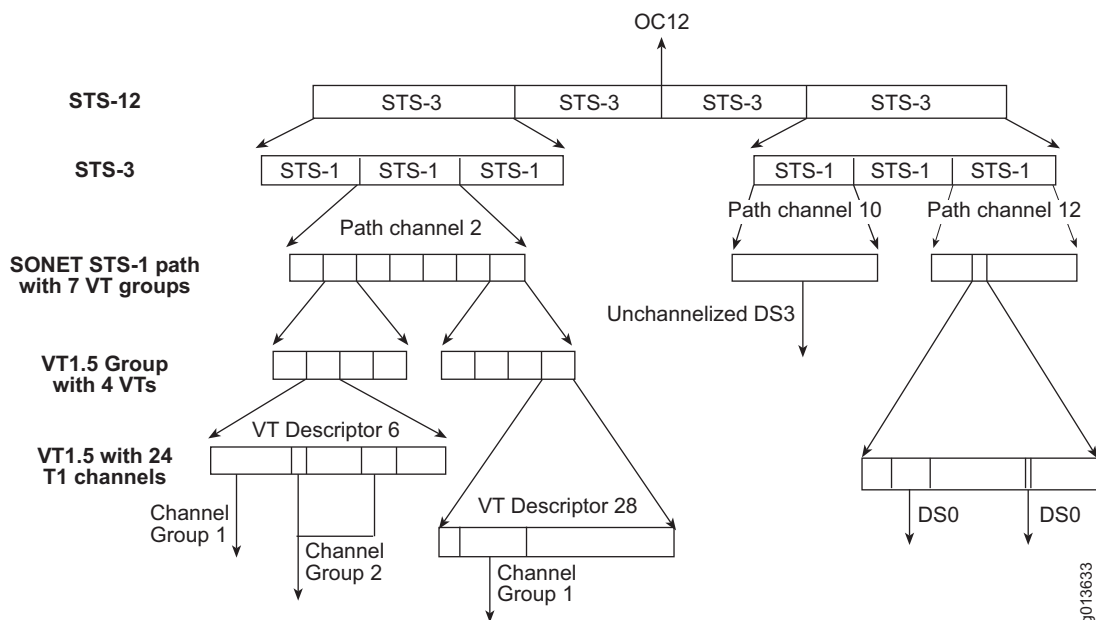 OC12
STS-12
STS-3
STS-3
STS-3
STS-3
STS-3
STS-1
STS-1
STS-1
STS-1
STS-1
STS-1
Path channel 2
Path channel 10
Path channel 12
SONET STS-1 path
with 7 VT groups
Unchannelized DS3
VT1.5 Group
with 4 VTs
VT Descriptor 6
VT1.5 with 24
T1 channels
VT Descriptor 28
Channel
Group 1
Channel
Group 2
Channel
Group 1
DS0
DS0
g013633